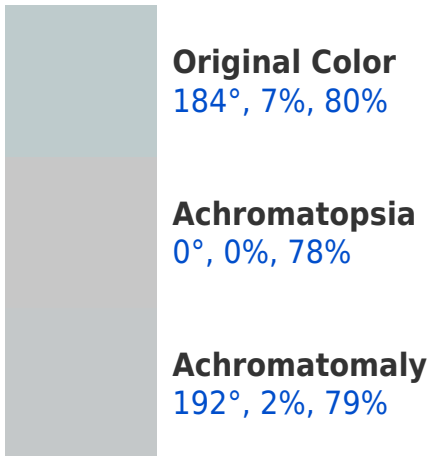 Original Color
184°, 7%, 80%
Achromatopsia
0°, 0%, 78%
Achromatomaly
192°, 2%, 79%